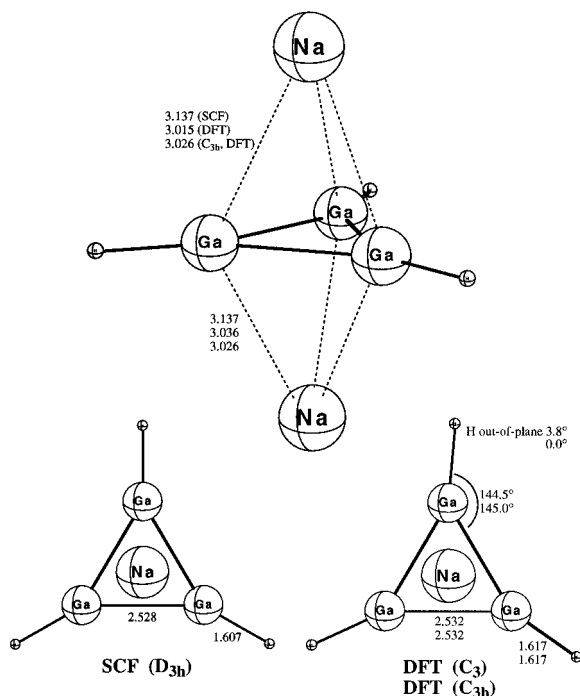 Na
3.137 (SCF)
3.015 (DFT)
3.026 (C3h, DFT)
Ga
Ga
Ga
3.137
3.036
3.026
Na
H out-of-plane 3.8°
0.0°
Ga
Na
Ga
Ga
2.528
1.607
SCF (D3h)
144.5°
145.0°
Ga
Na
Ga
Ga
2.532
2.532
1.617
1.617
DFT (C3)
DFT (C3h)